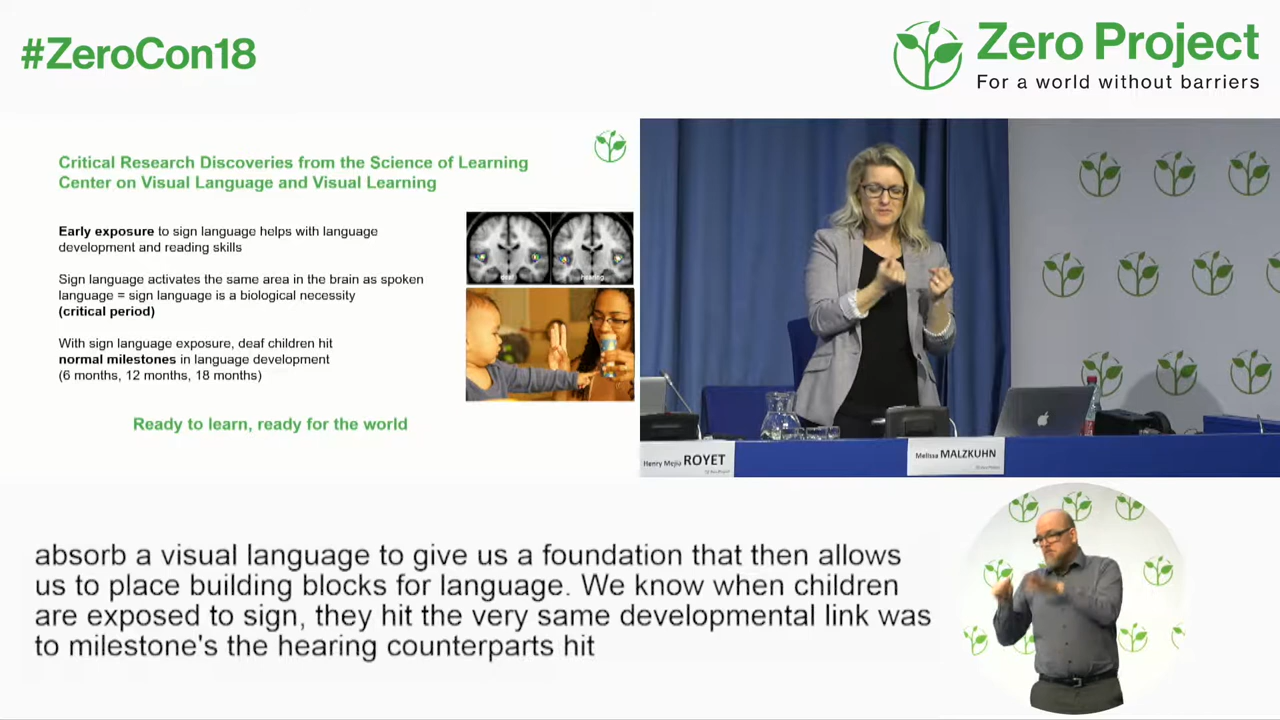 #ZeroCon18
Zero Project
For a world without barriers
Critical Research Discoveries from the Science of Learning
Center on Visual Language and Visual Learning
Early exposure to sign language helps with language
development and reading skills
Sign language activates the same area in the brain as spoken
language = sign language is a biological necessity
(critical period)
With sign language exposure, deaf children hit
normal milestones in language development
(6 months, 12 months, 18 months)
Ready to learn, ready for the world
deaf
hearing
Henry Mejia ROYET
Melissa MALZKUHN
absorb a visual language to give us a foundation that then allows
us to place building blocks for language. We know when children
are exposed to sign, they hit the very same developmental link was
to milestone's the hearing counterparts hit